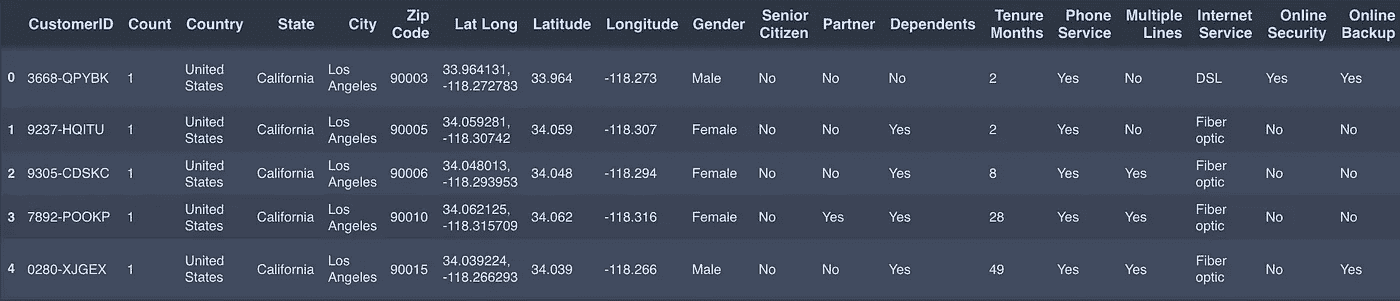 CustomerID Count Country State City Zip Code Lat Long Latitude Longitude Gender Senior Citizen Partner Dependents Tenure Months Phone Service Multiple Lines Internet Service Online Security Online Backup
0 3668-QPYBK 1 United States California Los Angeles 90003 33.964131, -118.272783 33.964 -118.273 Male No No No 2 Yes No DSL Yes Yes
1 9237-HQITU 1 United States California Los Angeles 90005 34.059281, -118.30742 34.059 -118.307 Female No No Yes 2 Yes No Fiber optic No No
2 9305-CDSKC 1 United States California Los Angeles 90006 34.048013, -118.293953 34.048 -118.294 Female No No Yes 8 Yes Yes Fiber optic No No
3 7892-POOKP 1 United States California Los Angeles 90010 34.062125, -118.315709 34.062 -118.316 Female No Yes Yes 28 Yes Yes Fiber optic No No
4 0280-XJGEX 1 United States California Los Angeles 90015 34.039224, -118.266293 34.039 -118.266 Male No No Yes 49 Yes Yes Fiber optic No Yes